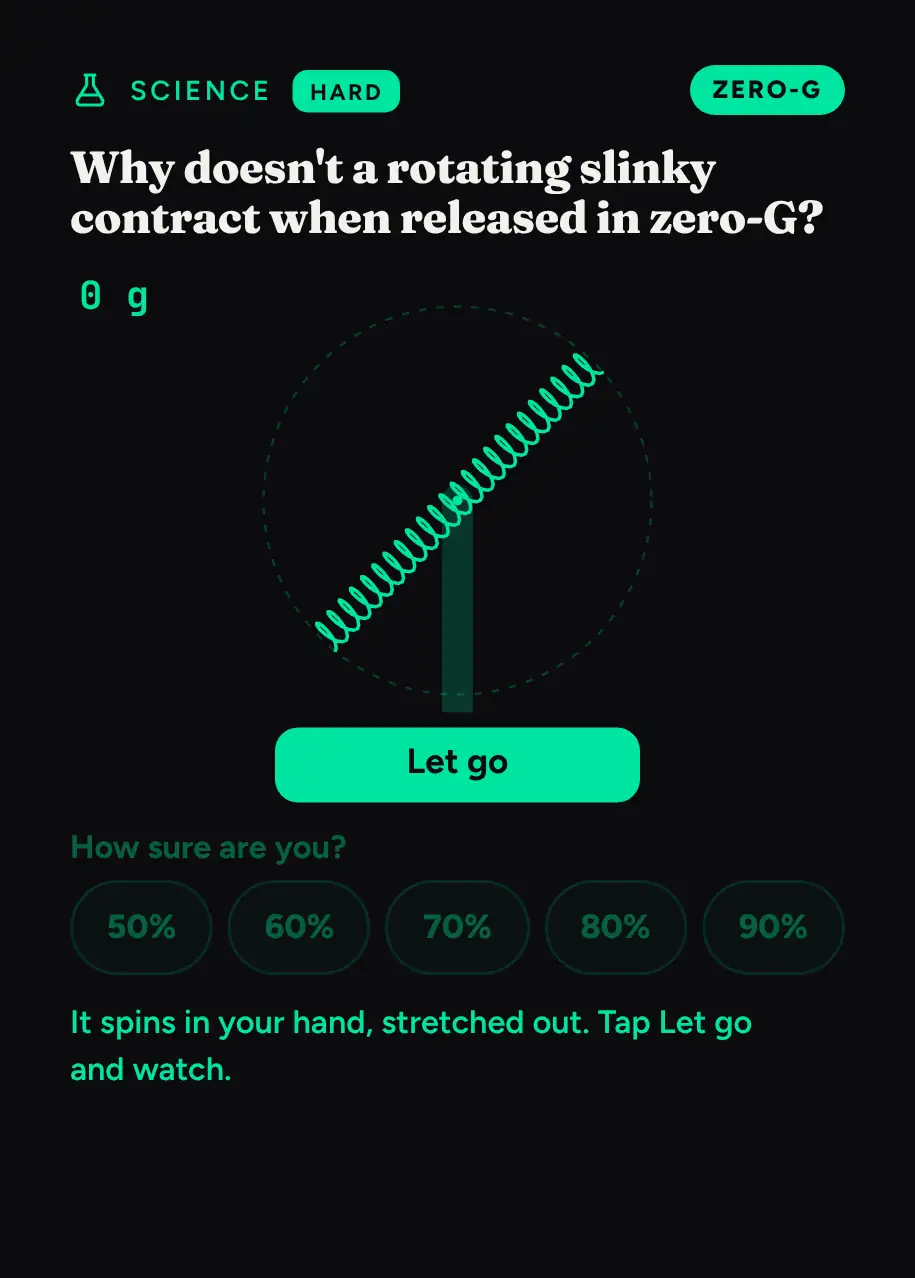 SCIENCE HARD ZERO-G
Why doesn't a rotating slinky
contract when released in zero-G?
0 g
Let go
How sure are you?
50% 60% 70% 80% 90%
It spins in your hand, stretched out. Tap Let go
and watch.